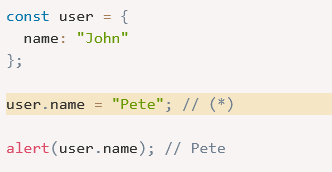 const user = {
  name: "John"
};

user.name = "Pete"; // (*)

alert(user.name); // Pete